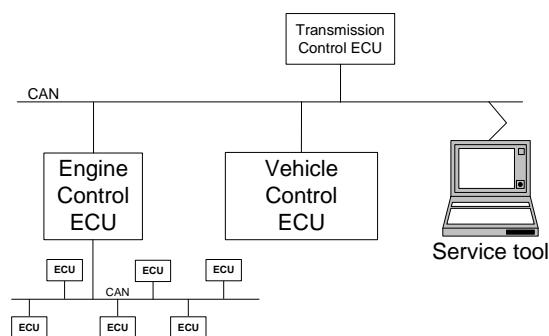 Transmission
Control ECU
CAN
Engine
Control
ECU
Vehicle
Control
ECU
Service tool
ECU
ECU
ECU
CAN
ECU
ECU
ECU